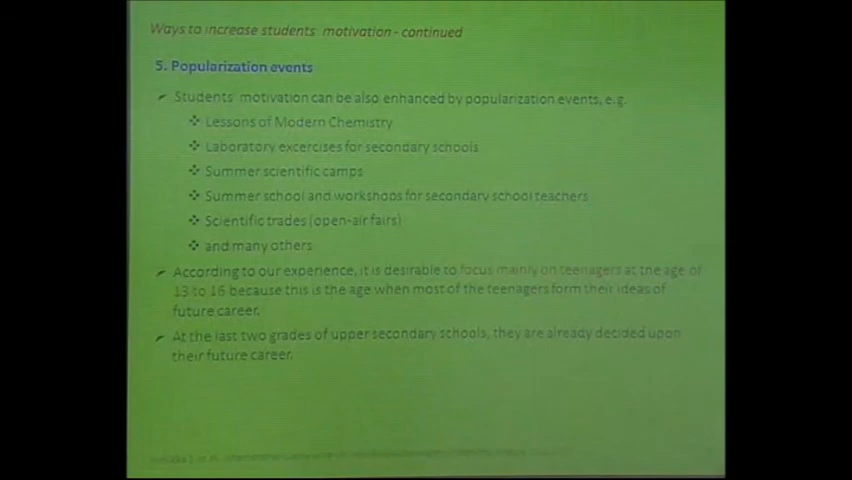 Ways to increase students' motivation - continued
5. Popularization events
Students' motivation can be also enhanced by popularization events, e.g.
Lessons of Modern Chemistry
Laboratory excercises for secondary schools
Summer scientific camps
Summer school and workshops for secondary school teachers
Scientific trades (open-air fairs)
and many others
According to our experience, it is desirable to focus mainly on teenagers at the age of
13 to 16 because this is the age when most of the teenagers form their ideas of
future career.
At the last two grades of upper secondary schools, they are already decided upon
their future career.